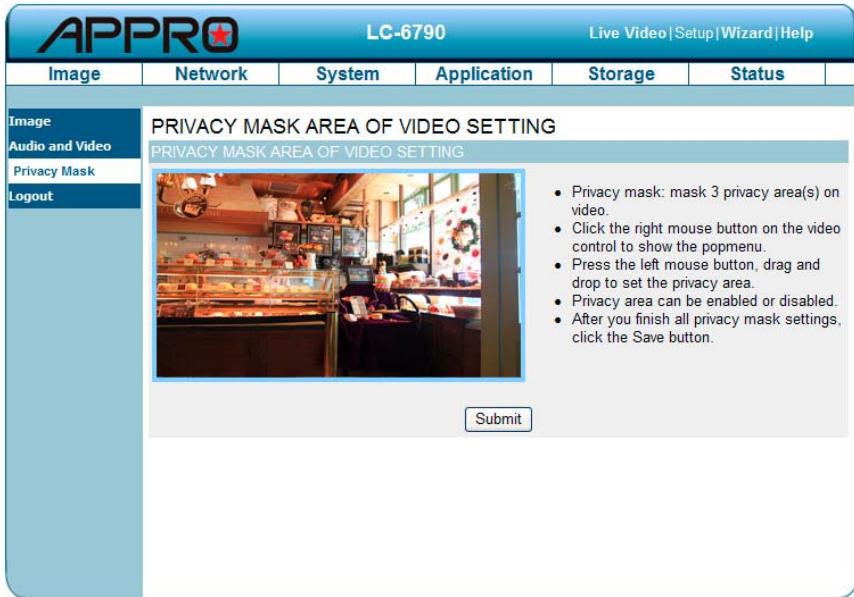 APPRO
LC-6790
Live Video|Setup|Wizard|Help
Image
Network
System
Application
Storage
Status
Image
Audio and Video
Privacy Mask
Logout
PRIVACY MASK AREA OF VIDEO SETTING
PRIVACY MASK AREA OF VIDEO SETTING
• Privacy mask: mask 3 privacy area(s) on
video.
• Click the right mouse button on the video
control to show the popmenu.
• Press the left mouse button, drag and
drop to set the privacy area.
• Privacy area can be enabled or disabled.
• After you finish all privacy mask settings,
click the Save button.
Submit